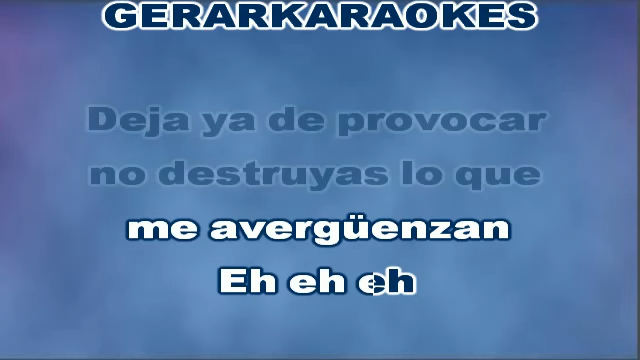 GERARKARAOKES
Deja ya de provocar
no destruyas lo que
me avergüenzan
Eh eh eh